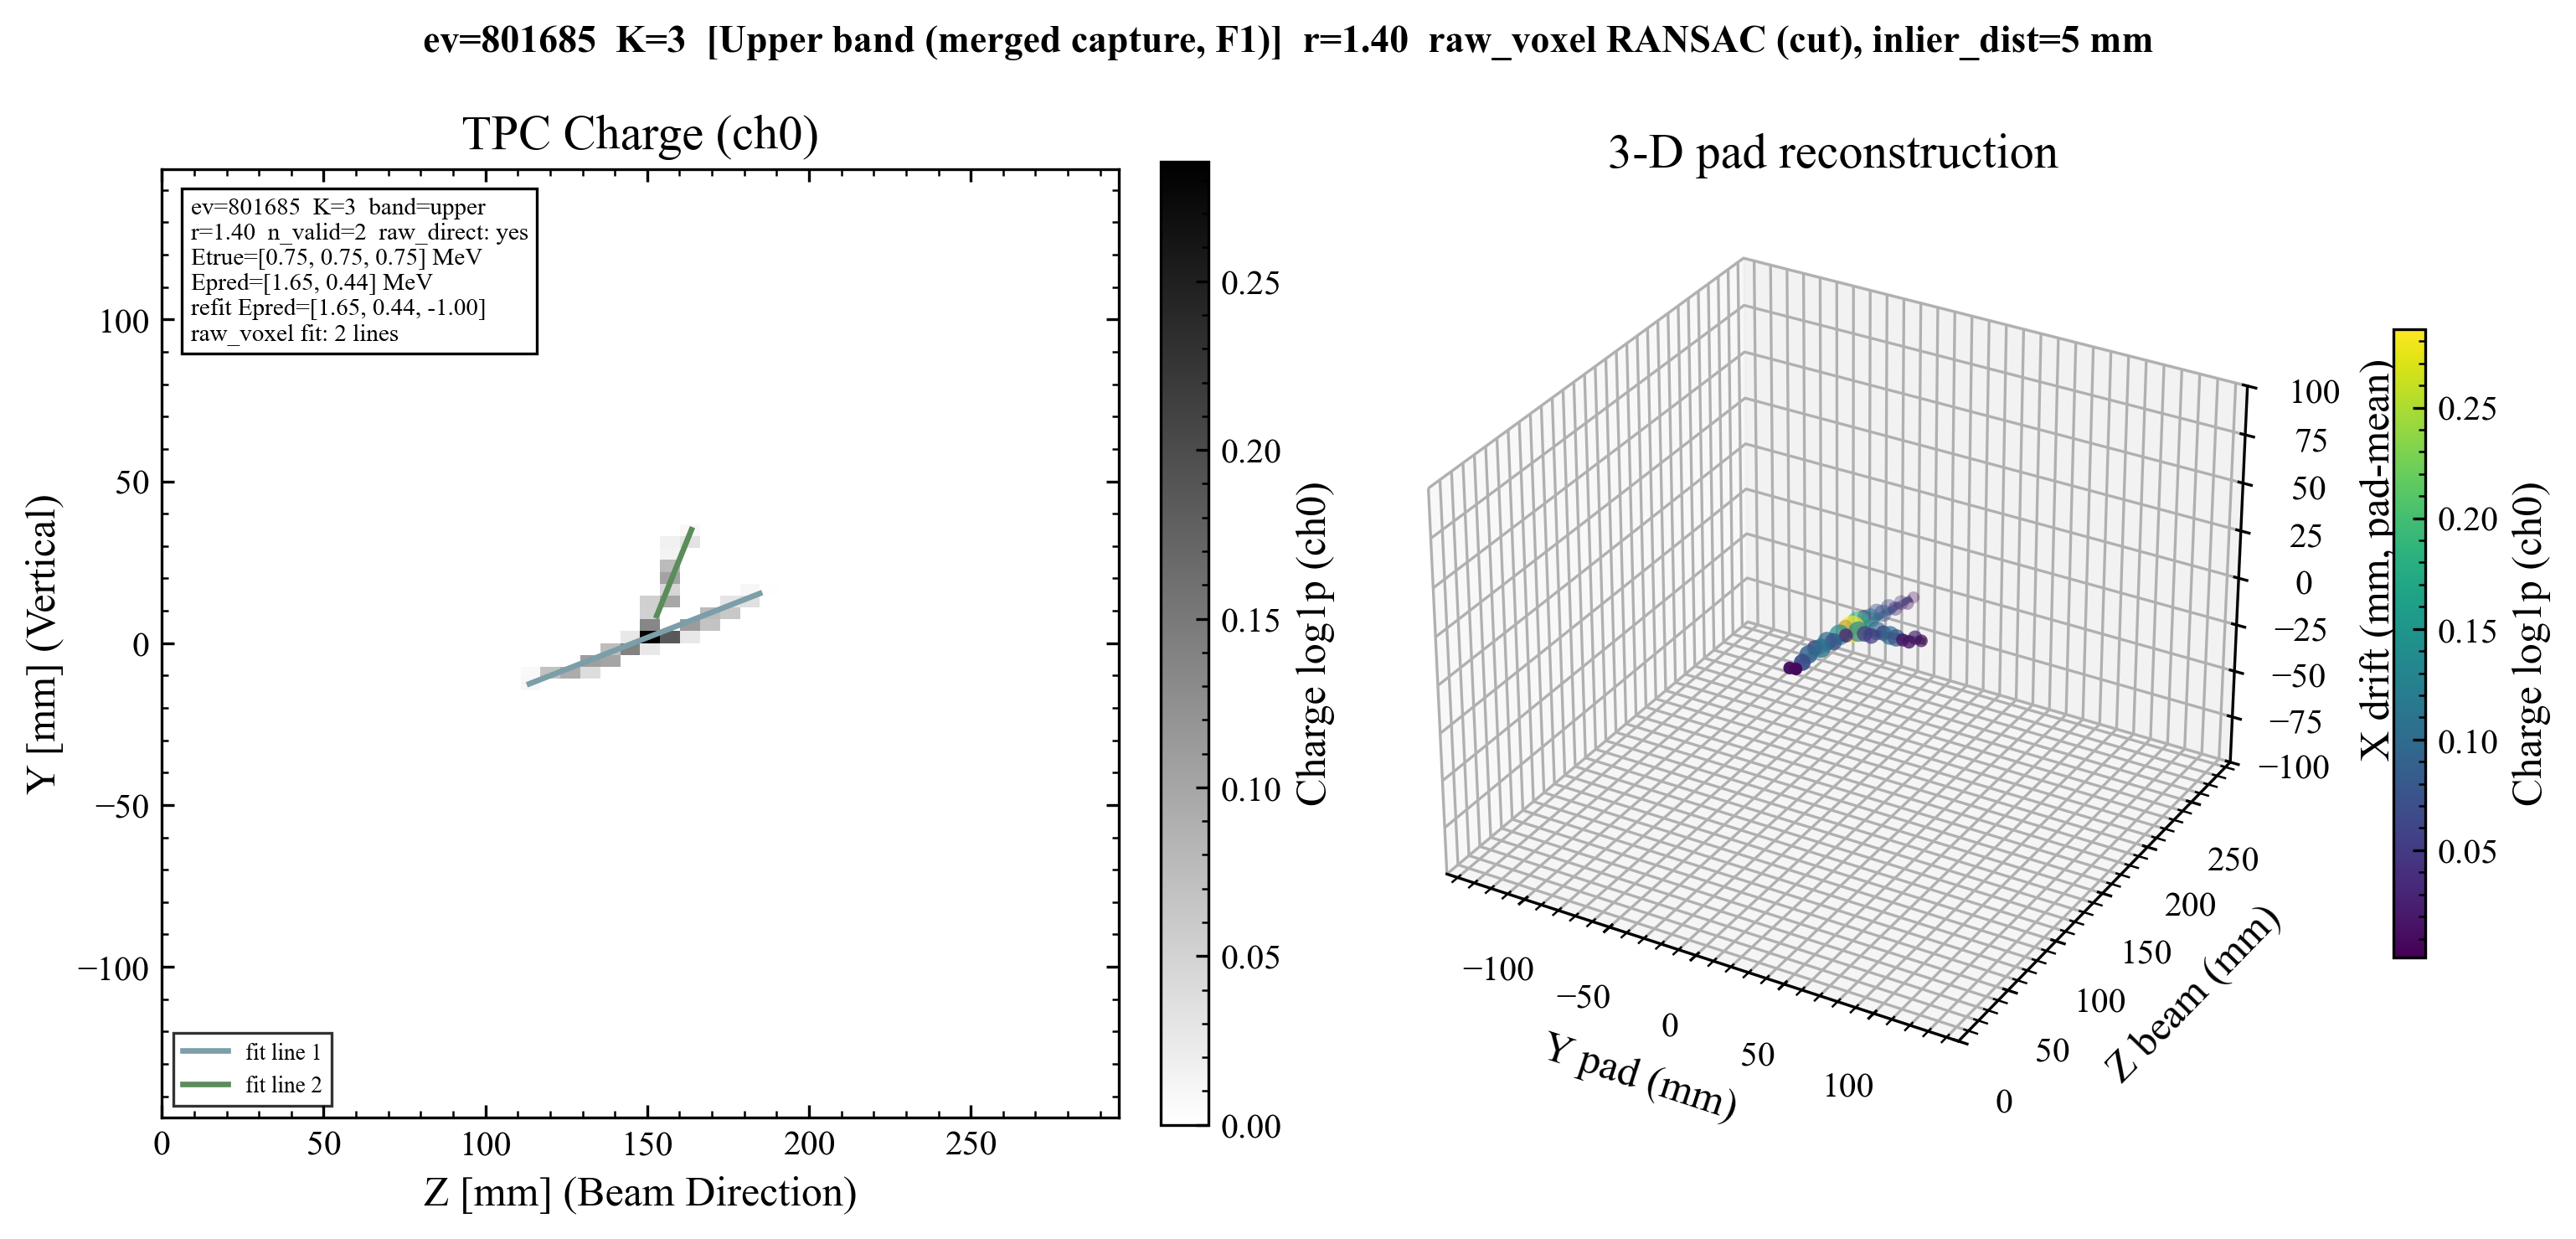 ev=801685  K=3  [Upper band (merged capture, F1)]  r=1.40  raw_voxel RANSAC (cut), inlier_dist=5 mm
TPC Charge (ch0)
ev=801685  K=3  band=upper
r=1.40  n_valid=2  raw_direct: yes
Etrue=[0.75, 0.75, 0.75] MeV
Epred=[1.65, 0.44] MeV
refit Epred=[1.65, 0.44, -1.00]
raw_voxel fit: 2 lines
100
50
0
−50
−100
Y [mm] (Vertical)
fit line 1
fit line 2
0
50
100
150
200
250
Z [mm] (Beam Direction)
0.25
0.20
0.15
0.10
0.05
0.00
Charge log1p (ch0)
3-D pad reconstruction
100
75
50
25
0
−25
−50
−75
−100
X drift (mm, pad-mean)
−100
−50
0
50
100
Y pad (mm)
0
50
100
150
200
250
Z beam (mm)
0.25
0.20
0.15
0.10
0.05
Charge log1p (ch0)